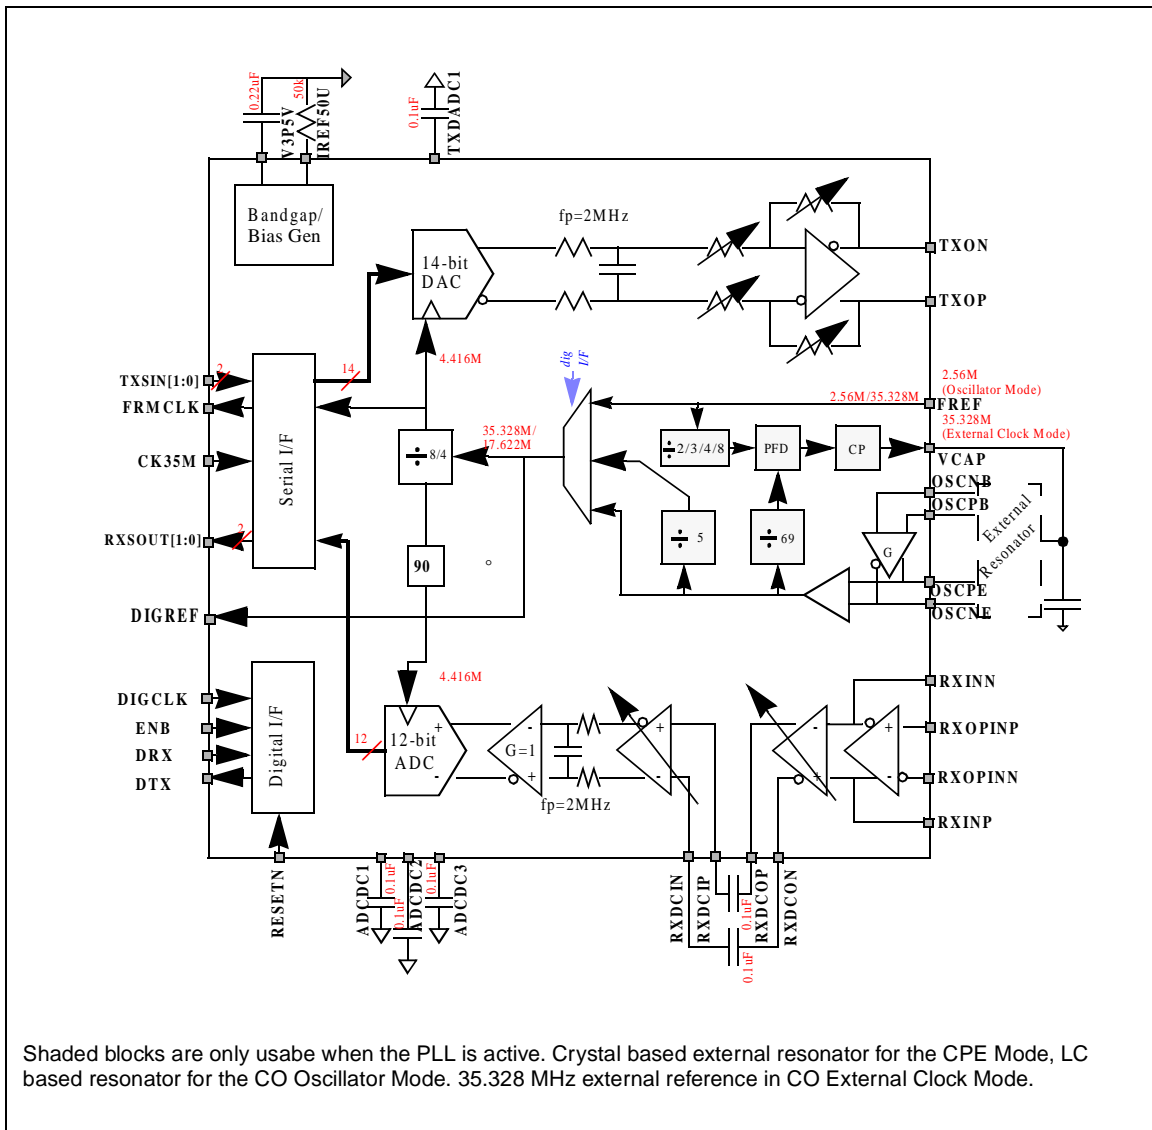 0.22uF
50k
V3P5V
IREF50U
0.1uF
TXDADC1
Bandgap/
Bias Gen
14-bit
DAC
fp=2MHz
TXON
TXOP
4.416M
dig
I/F
2
TXSIN[1:0]
14
FRMCLK
CK35M
2
RXSOUT[1:0]
Serial I/F
DIGREF
÷ 8/4
90
°
35.328M/
17.622M
2.56M/35.328M
2.56M
(Oscillator Mode)
FREF
35.328M
(External Clock Mode)
VCAP
÷2/3/4/8
PFD
CP
÷ 5
÷ 69
OSCNB
OSCPB
G
External
Resonator
OSCPE
OSCNE
DIGCLK
ENB
DRX
DTX
Digital I/F
4.416M
12
12-bit
ADC
+
-
G=1
-
+
fp=2MHz
+
-
-
+
+
-
RXINN
RXOPINP
RXOPINN
RXINP
RESETN
ADCDC1
0.1uF
0.1uF
ADCDC2
0.1uF
ADCDC3
RXDCIN
RXDCIP
0.1uF
0.1uF
RXDCOP
RXDCON
Shaded blocks are only usabe when the PLL is active. Crystal based external resonator for the CPE Mode, LC
based resonator for the CO Oscillator Mode. 35.328 MHz external reference in CO External Clock Mode.